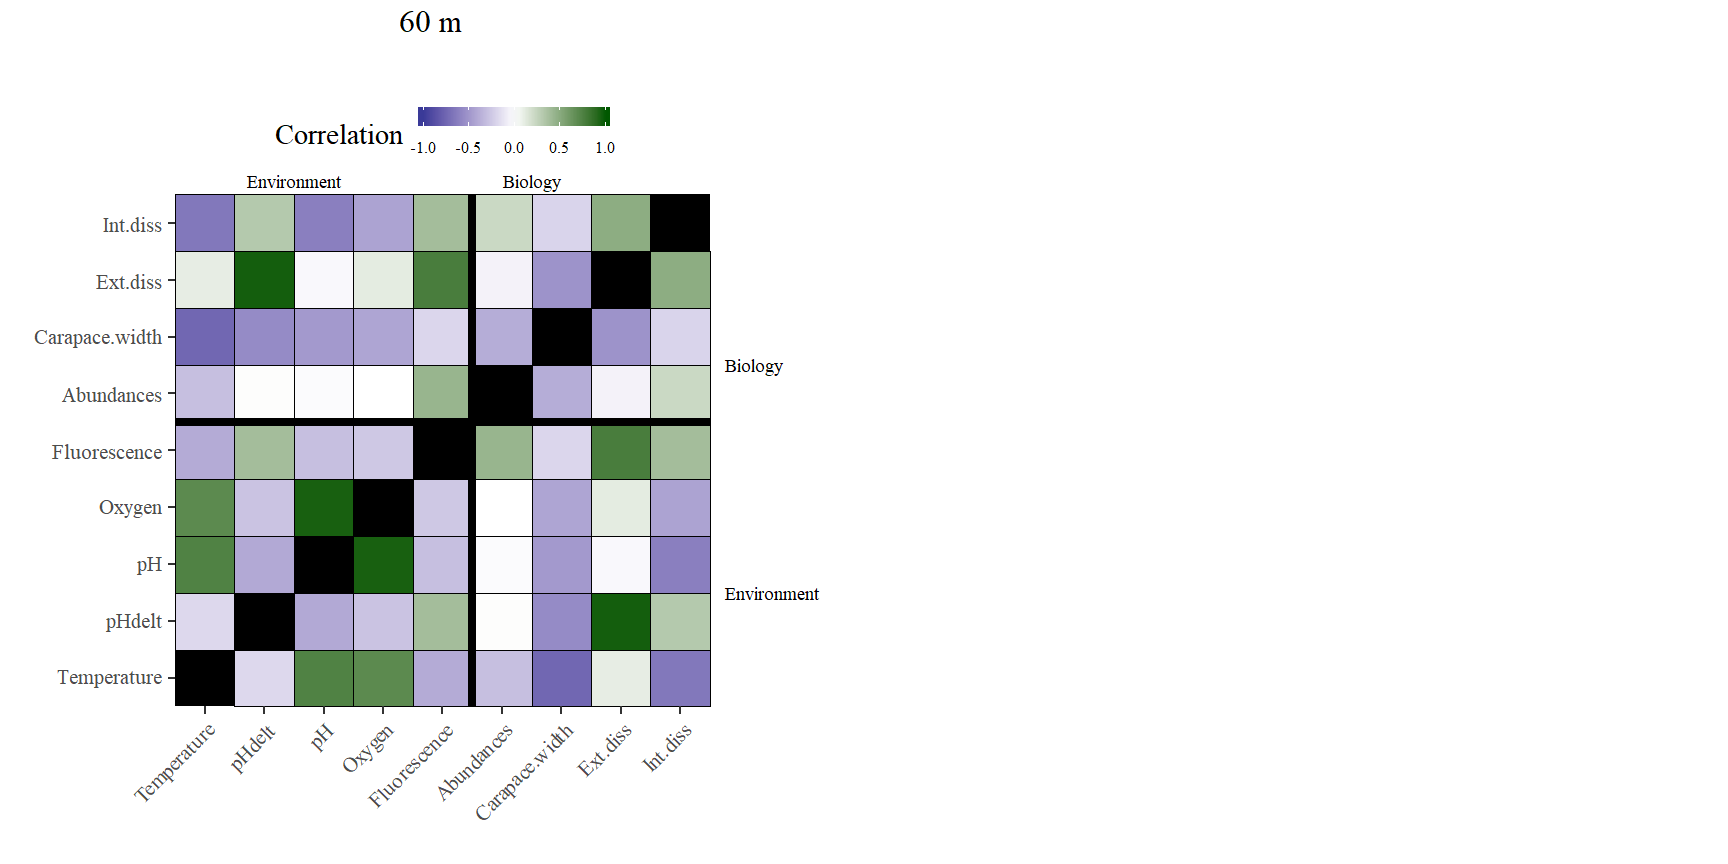 60 m
Correlation
-1.0 -0.5 0.0 0.5 1.0
Environment Biology
Int.diss
Ext.diss
Carapace.width
Biology
Abundances
Fluorescence
Oxygen
pH
Environment
pHdelt
Temperature
Temperature pHdelt pH Oxygen Fluorescence Abundances Carapace.width Ext.diss Int.diss